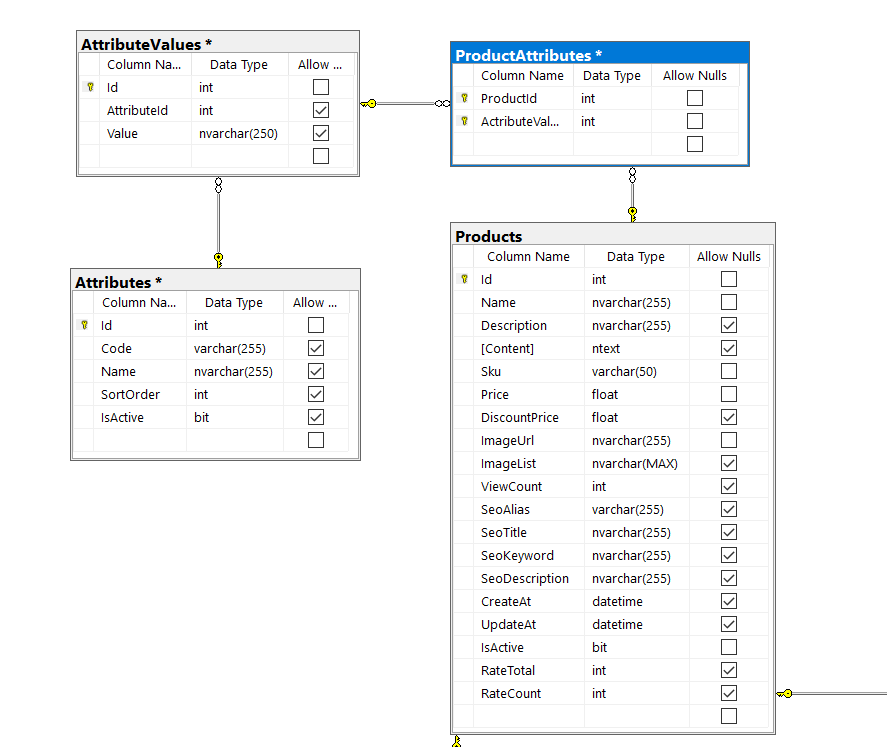 AttributeValues *
Column Na... Data Type Allow ...
Id int
AttributeId int
Value nvarchar(250)
ProductAttributes *
Column Name Data Type Allow Nulls
ProductId int
ActributeVal... int
Attributes *
Column Na... Data Type Allow ...
Id int
Code varchar(255)
Name nvarchar(255)
SortOrder int
IsActive bit
Products
Column Name Data Type Allow Nulls
Id int
Name nvarchar(255)
Description nvarchar(255)
[Content] ntext
Sku varchar(50)
Price float
DiscountPrice float
ImageUrl nvarchar(255)
ImageList nvarchar(MAX)
ViewCount int
SeoAlias varchar(255)
SeoTitle nvarchar(255)
SeoKeyword nvarchar(255)
SeoDescription nvarchar(255)
CreateAt datetime
UpdateAt datetime
IsActive bit
RateTotal int
RateCount int